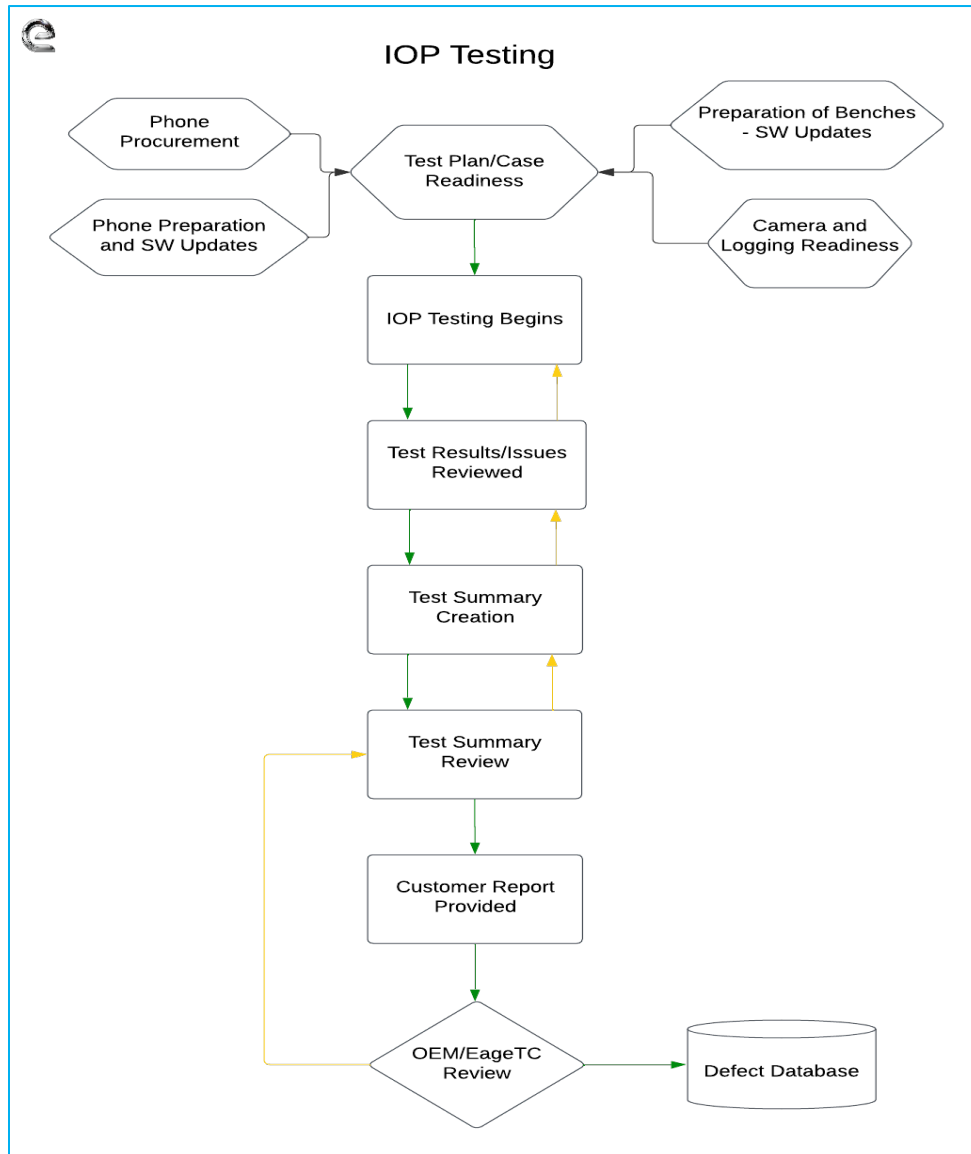 IOP Testing
Phone
Procurement
Preparation of Benches
- SW Updates
Test Plan/Case
Readiness
Phone Preparation
and SW Updates
Camera and
Logging Readiness
IOP Testing Begins
Test Results/Issues
Reviewed
Test Summary
Creation
Test Summary
Review
Customer Report
Provided
OEM/EageTC
Review
Defect Database